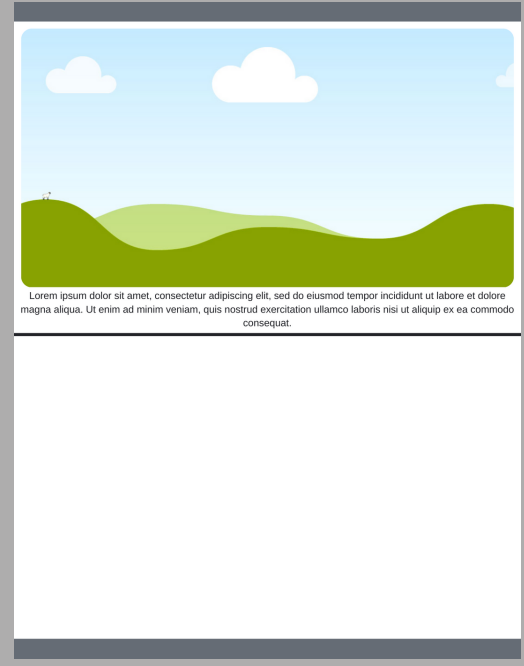 Lorem ipsum dolor sit amet, consectetur adipiscing elit, sed do eiusmod tempor incididunt ut labore et dolore
magna aliqua. Ut enim ad minim veniam, quis nostrud exercitation ullamco laboris nisi ut aliquip ex ea commodo
consequat.